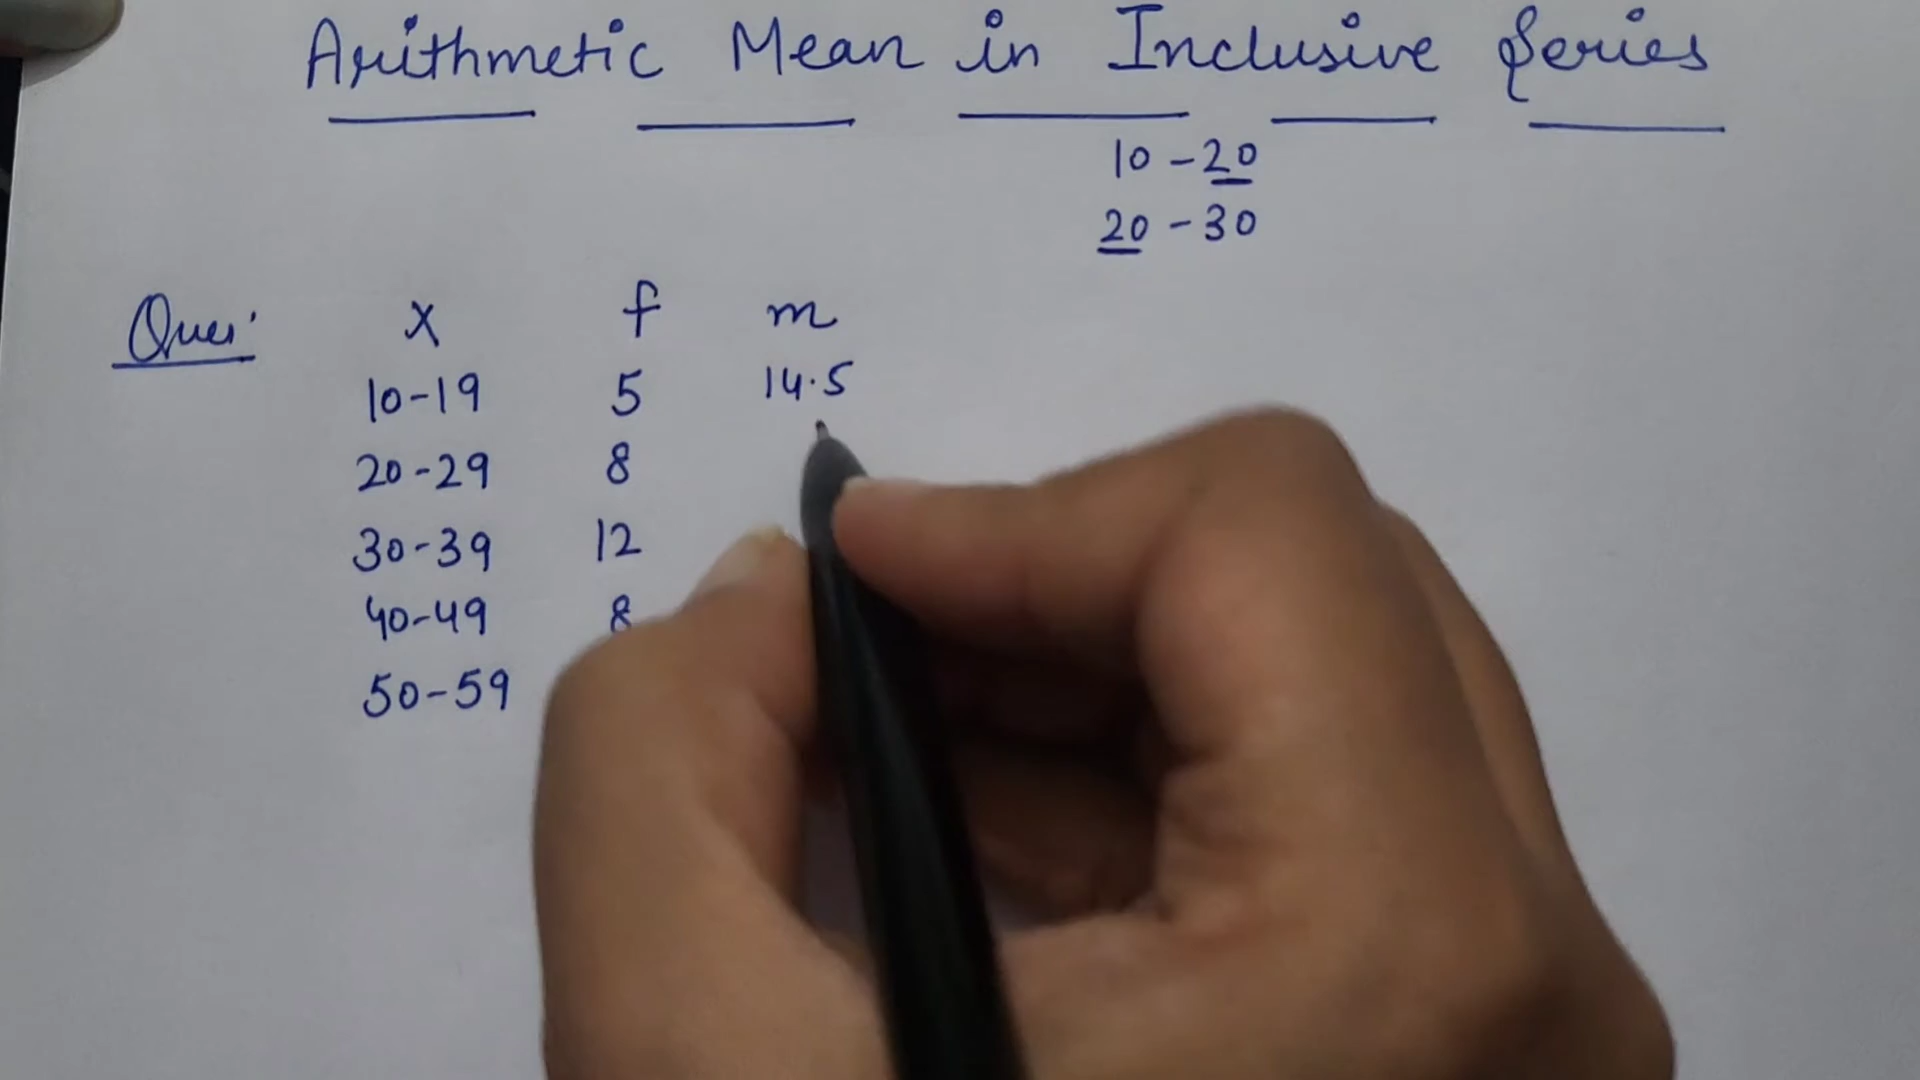 Arithmetic Mean in Inclusive Series
10 - 20
20 - 30
Ques: X f m
10-19 5 14.5
20-29 8
30-39 12
40-49 8
50-59